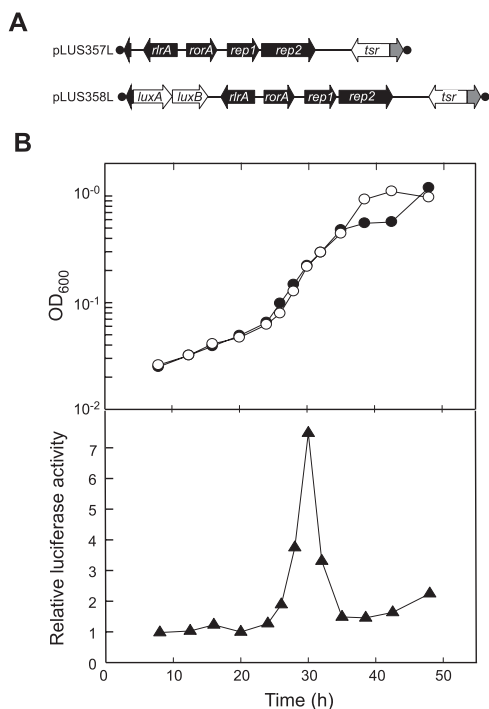 A
pLUS357L rlrA rorA rep1 rep2 tsr
pLUS358L luxA luxB rlrA rorA rep1 rep2 tsr
B
10-0
10-1
10-2
OD600
7
6
5
4
3
2
1
0
Relative luciferase activity
0 10 20 30 40 50
Time (h)